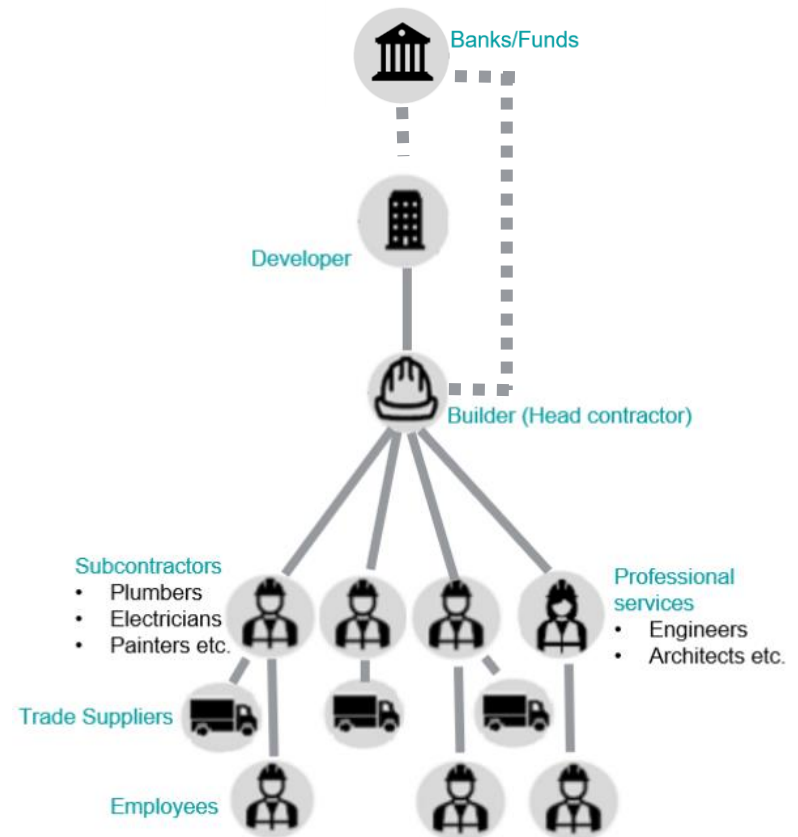 Banks/Funds
Developer
Builder (Head contractor)
Subcontractors
• Plumbers
• Electricians
• Painters etc.
Professional
services
• Engineers
• Architects etc.
Trade Suppliers
Employees